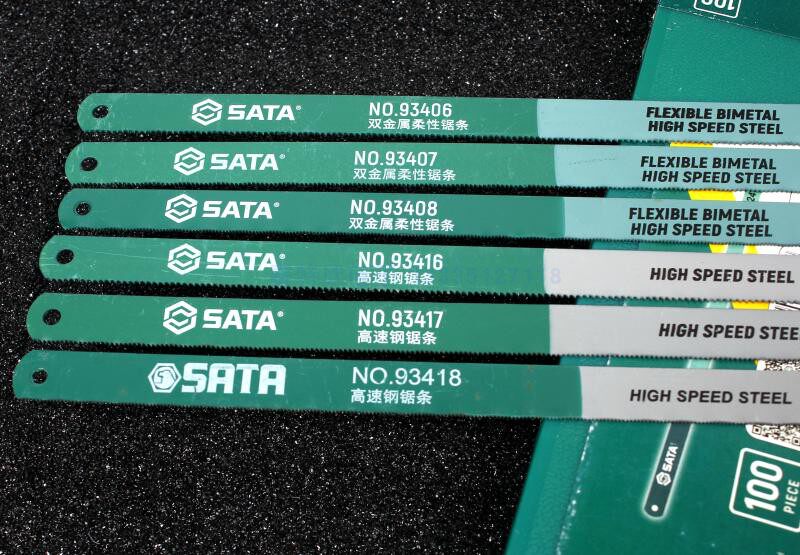 100
SATA®
NO.93406
双金属柔性锯条
FLEXIBLE BIMETAL
HIGH SPEED STEEL
SATA®
NO.93407
双金属柔性锯条
FLEXIBLE BIMETAL
HIGH SPEED STEEL
SATA®
NO.93408
双金属柔性锯条
FLEXIBLE BIMETAL
HIGH SPEED STEEL
SATA®
NO.93416
高速钢锯条
HIGH SPEED STEEL
SATA®
NO.93417
高速钢锯条
HIGH SPEED STEE
SATA
NO.93418
高速钢锯条
HIGH SPEED STEEL
SATA
100
PIECE